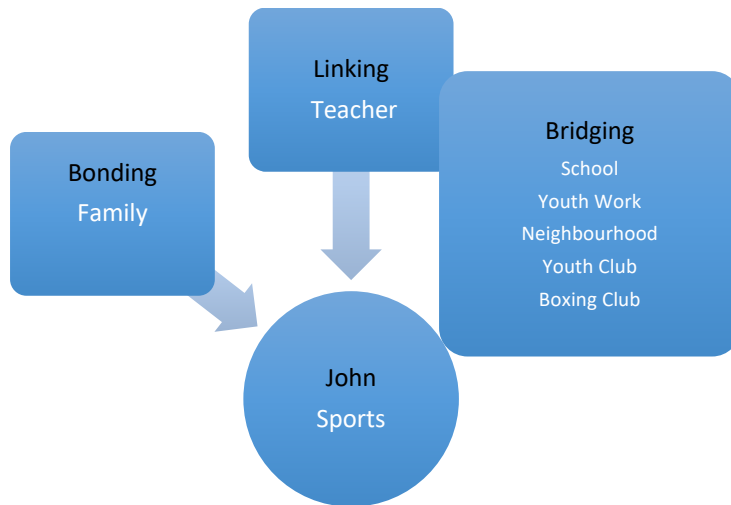 Bonding
Family
Linking
Teacher
Bridging
School
Youth Work
Neighbourhood
Youth Club
Boxing Club
John
Sports